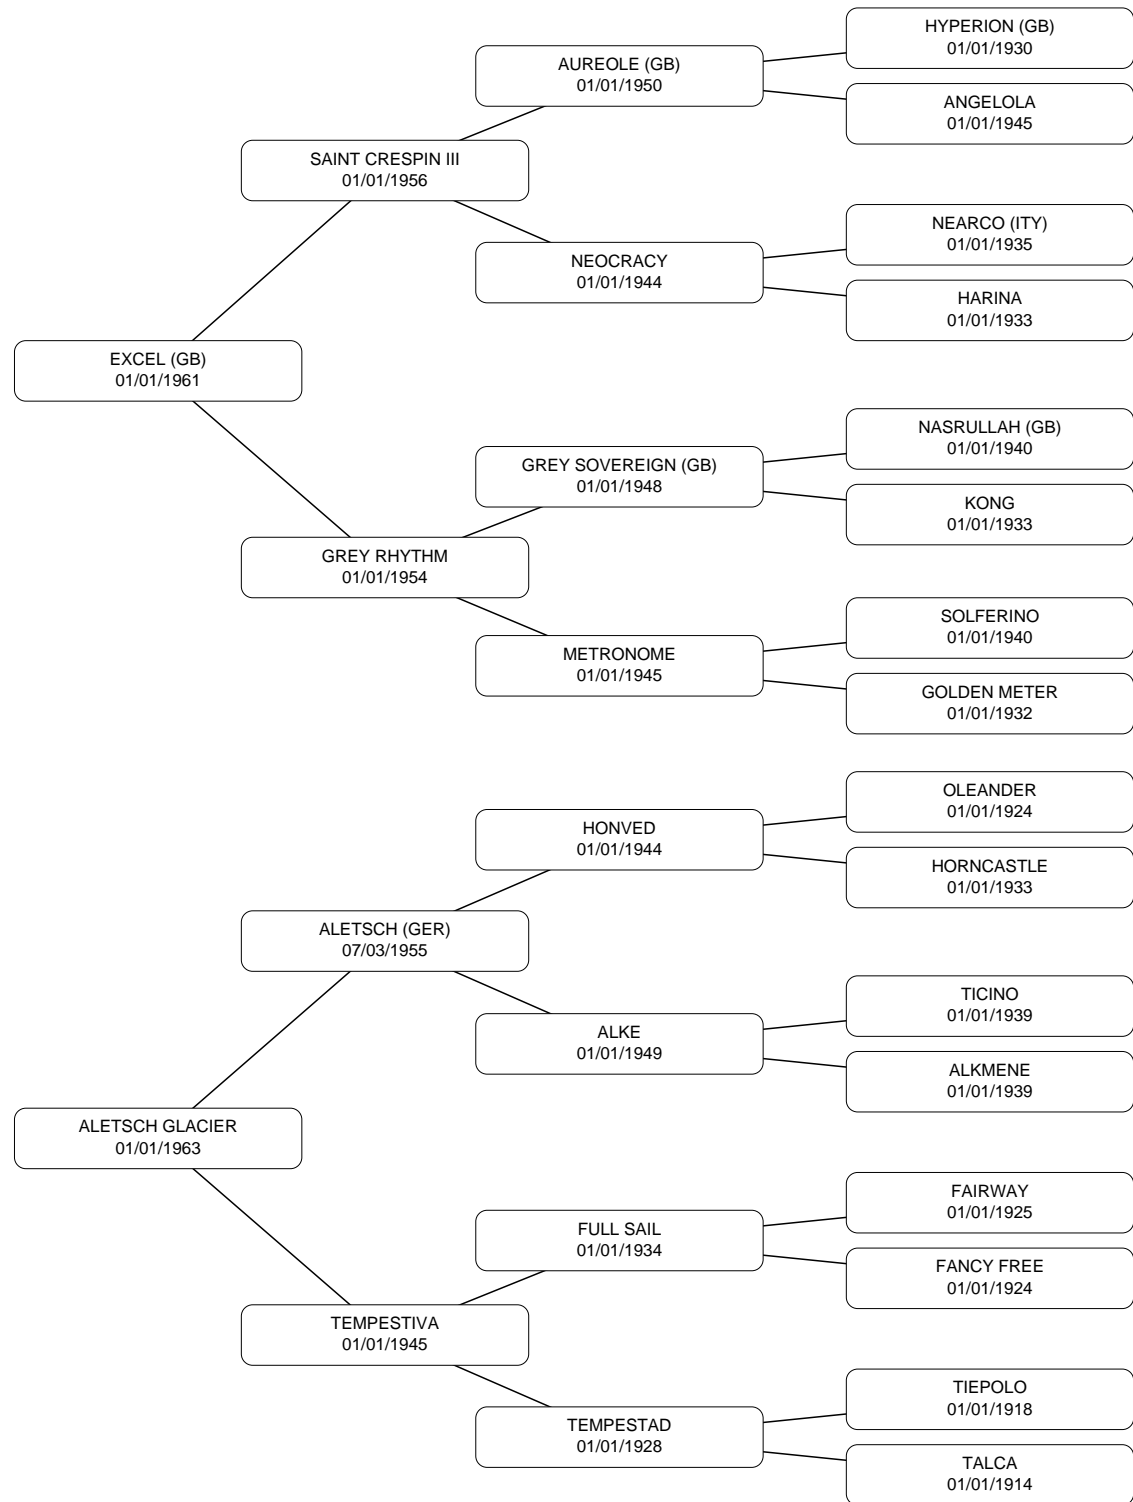 HYPERION (GB)
01/01/1930
AUREOLE (GB)
01/01/1950
ANGELOLA
01/01/1945
SAINT CRESPIN III
01/01/1956
NEARCO (ITY)
01/01/1935
NEOCRACY
01/01/1944
HARINA
01/01/1933
EXCEL (GB)
01/01/1961
NASRULLAH (GB)
01/01/1940
GREY SOVEREIGN (GB)
01/01/1948
KONG
01/01/1933
GREY RHYTHM
01/01/1954
SOLFERINO
01/01/1940
METRONOME
01/01/1945
GOLDEN METER
01/01/1932
OLEANDER
01/01/1924
HONVED
01/01/1944
HORNCASTLE
01/01/1933
ALETSCH (GER)
07/03/1955
TICINO
01/01/1939
ALKE
01/01/1949
ALKMENE
01/01/1939
ALETSCH GLACIER
01/01/1963
FAIRWAY
01/01/1925
FULL SAIL
01/01/1934
FANCY FREE
01/01/1924
TEMPESTIVA
01/01/1945
TIEPOLO
01/01/1918
TEMPESTAD
01/01/1928
TALCA
01/01/1914